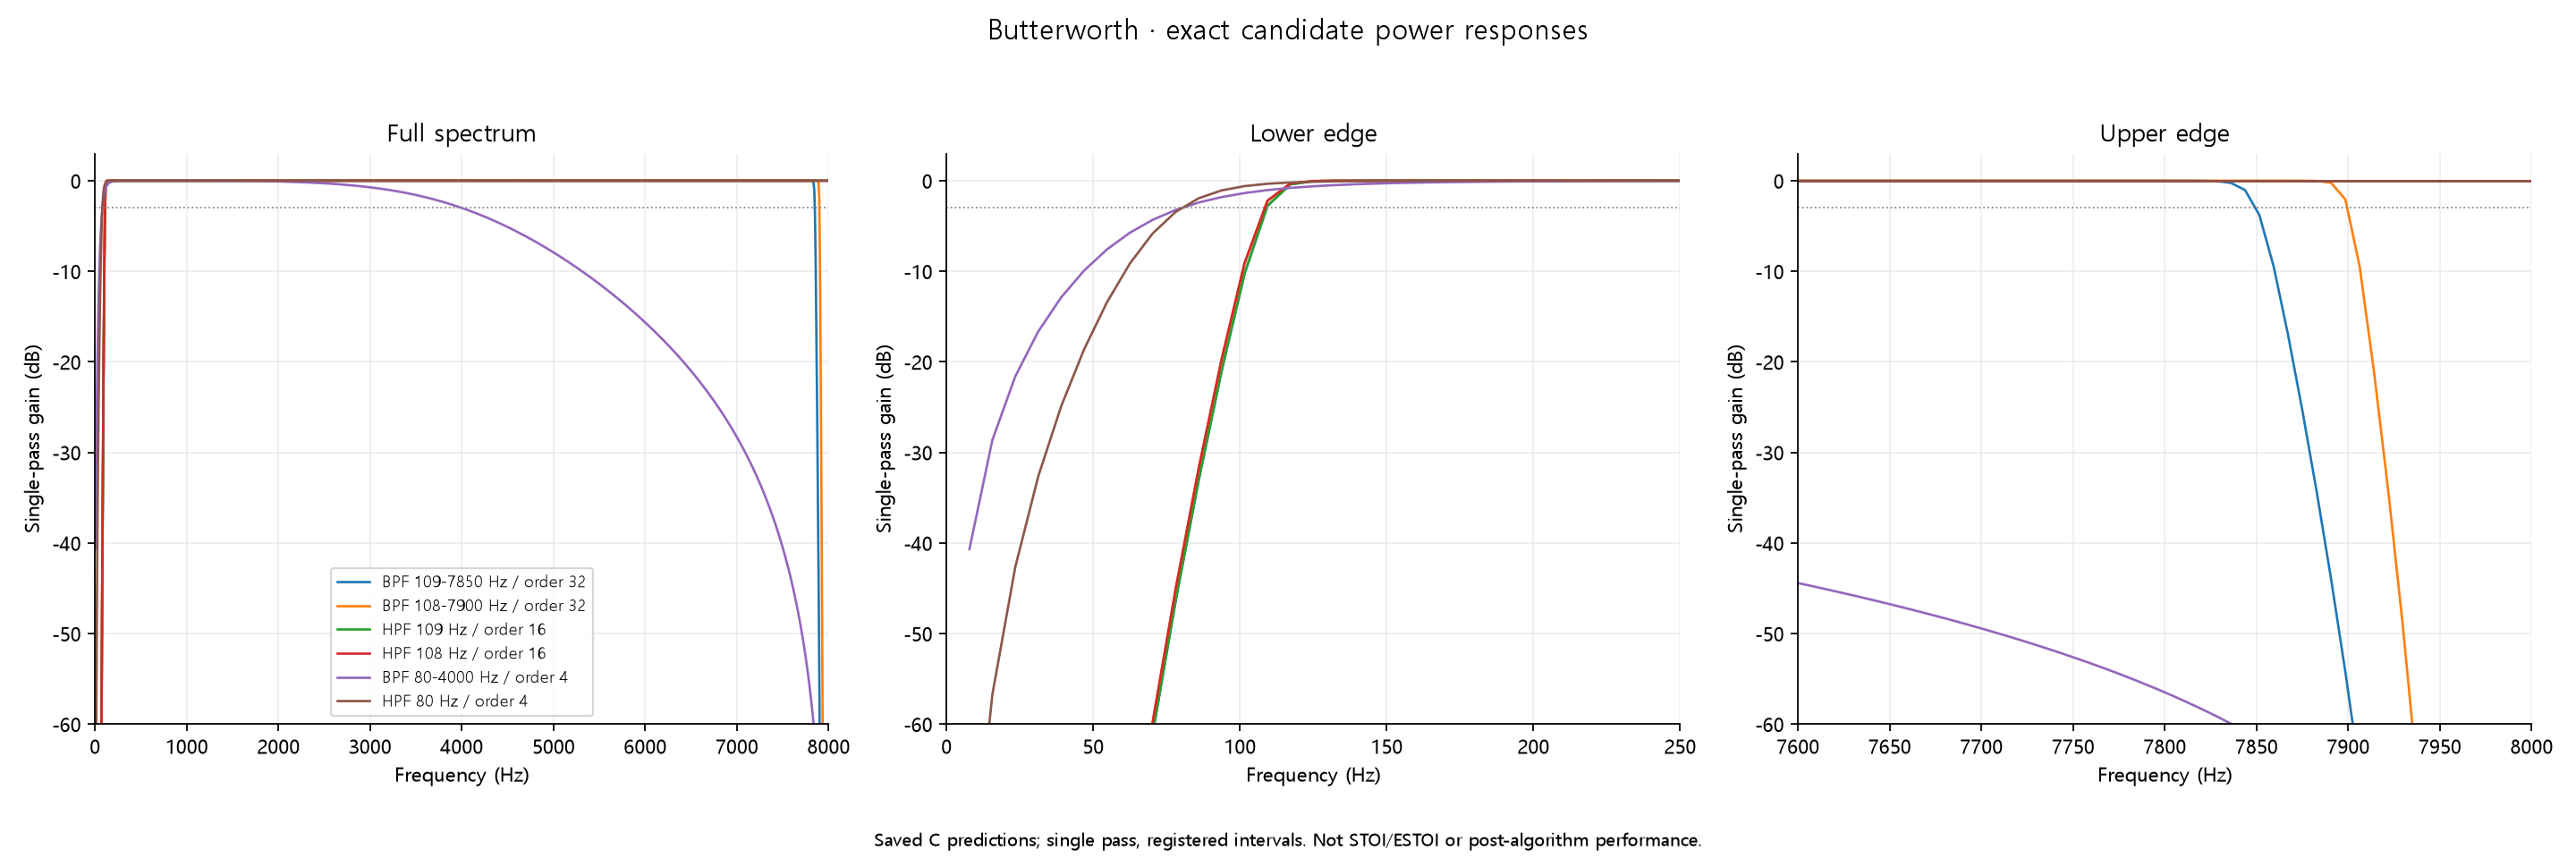 Butterworth · exact candidate power responses
Full spectrum
Single-pass gain (dB)
0
-10
-20
-30
-40
-50
-60
BPF 109-7850 Hz / order 32
BPF 108-7900 Hz / order 32
HPF 109 Hz / order 16
HPF 108 Hz / order 16
BPF 80-4000 Hz / order 4
HPF 80 Hz / order 4
0 1000 2000 3000 4000 5000 6000 7000 8000
Frequency (Hz)
Lower edge
Single-pass gain (dB)
0
-10
-20
-30
-40
-50
-60
0 50 100 150 200 250
Frequency (Hz)
Upper edge
Single-pass gain (dB)
0
-10
-20
-30
-40
-50
-60
7600 7650 7700 7750 7800 7850 7900 7950 8000
Frequency (Hz)
Saved C predictions; single pass, registered intervals. Not STOI/ESTOI or post-algorithm performance.